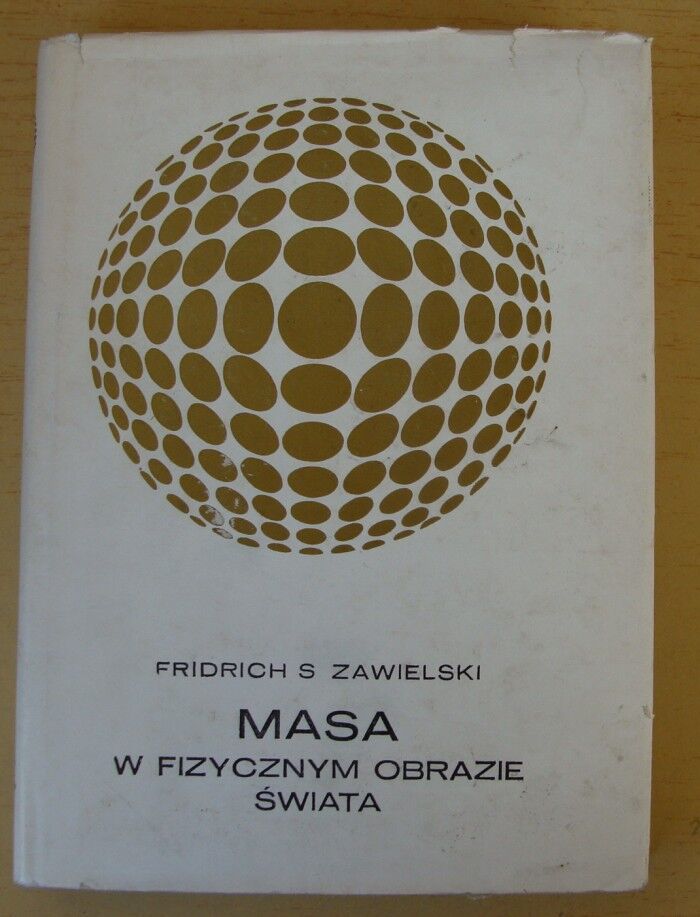 FRIDRICH S ZAWIELSKI
MASA
W FIZYCZNYM OBRAZIE
ŚWIATA